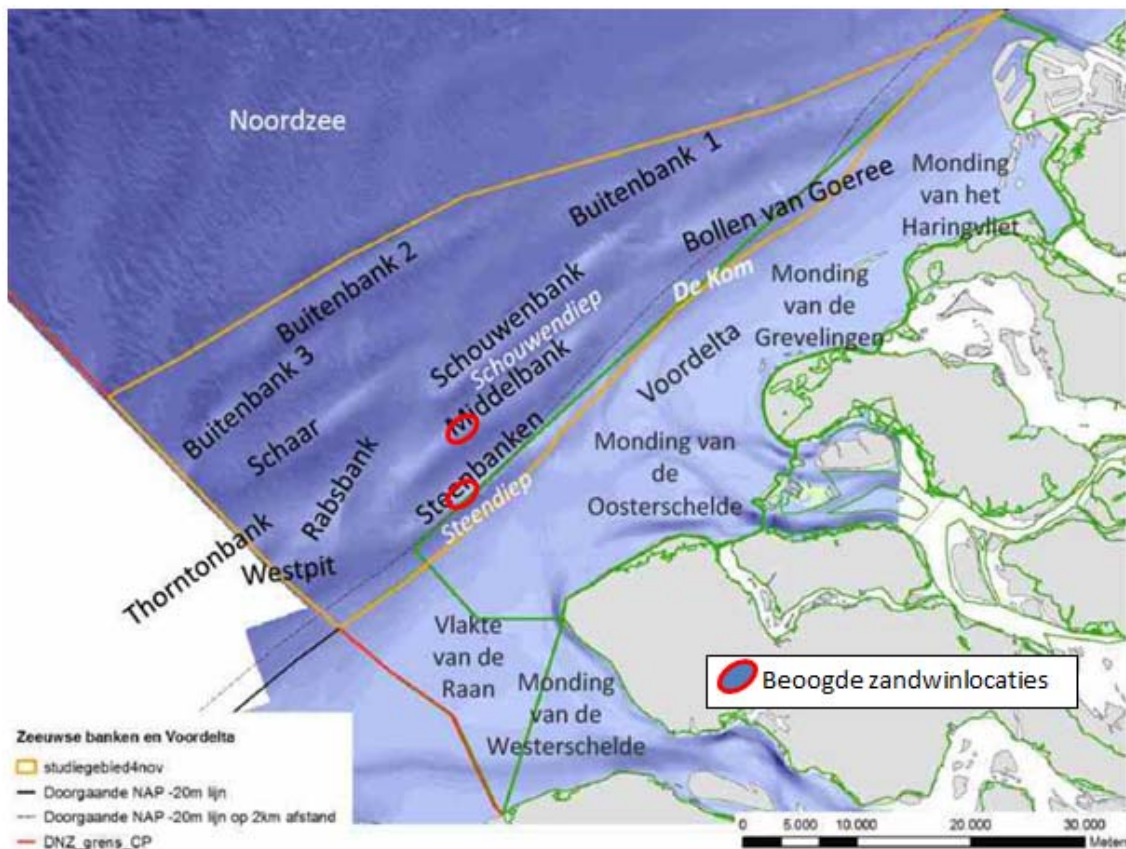 Noordzee
Buitenbank 1
Bollen van Goeree
Monding
van het
Haringvliet
Buitenbank 2
De Kom
Monding
van de
Grevelingen
Schouwenbank
Schouwendiep
Voordelta
Buitenbank 3
Middelbank
Schaar
Rabsbank
Steenbanken
Steendiep
Monding van
de
Oosterschelde
Thorntonbank
Westpit
Vlakte
van de
Raan
Monding
van de
Westerschelde
Beoogde zandwinlocaties
Zeeuwse banken en Voordelta
studiegebied4nov
Doorgaande NAP -20m lijn
Doorgaande NAP -20m lijn op 2km afstand
DNZ_grens_CP
0 5.000 10.000 20.000 30.000
Meters